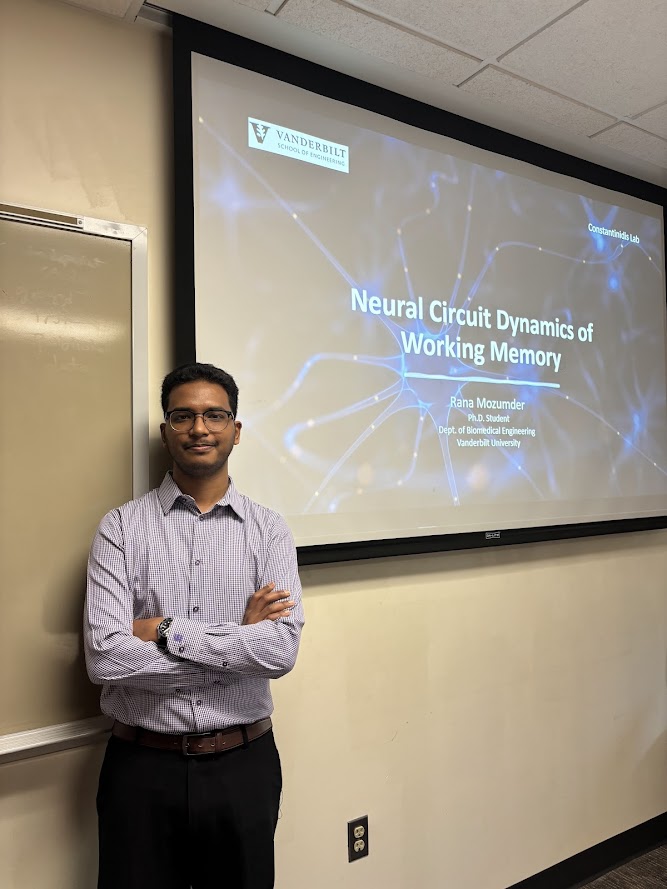 VANDERBILT
SCHOOL OF ENGINEERING
Constantinidis Lab
Neural Circuit Dynamics of
Working Memory
Rana Mozumder
Ph.D. Student
Dept. of Biomedical Engineering
Vanderbilt University